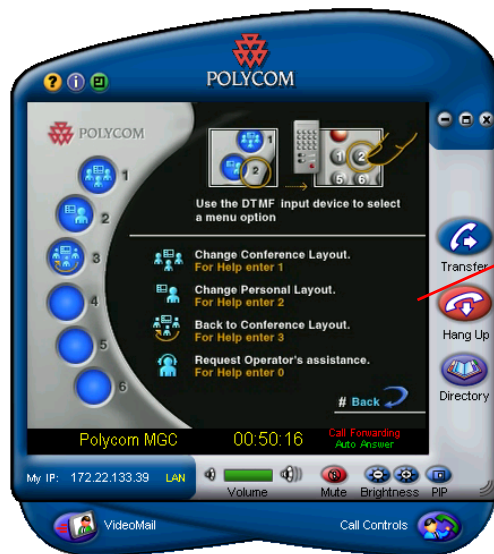 POLYCOM
POLYCOM
1
2
3
4
5
6
1
2
1 2
5 6
Use the DTMF input device to select
a menu option
Change Conference Layout.
For Help enter 1
Change Personal Layout.
For Help enter 2
Back to Conference Layout.
For Help enter 3
Request Operator's assistance.
For Help enter 0
# Back
Transfer
Hang Up
Directory
Polycom MGC
00:50:16
Call Forwarding
Auto Answer
My IP: 172.22.133.39 LAN
Volume
Mute
Brightness
PIP
VideoMail
Call Controls